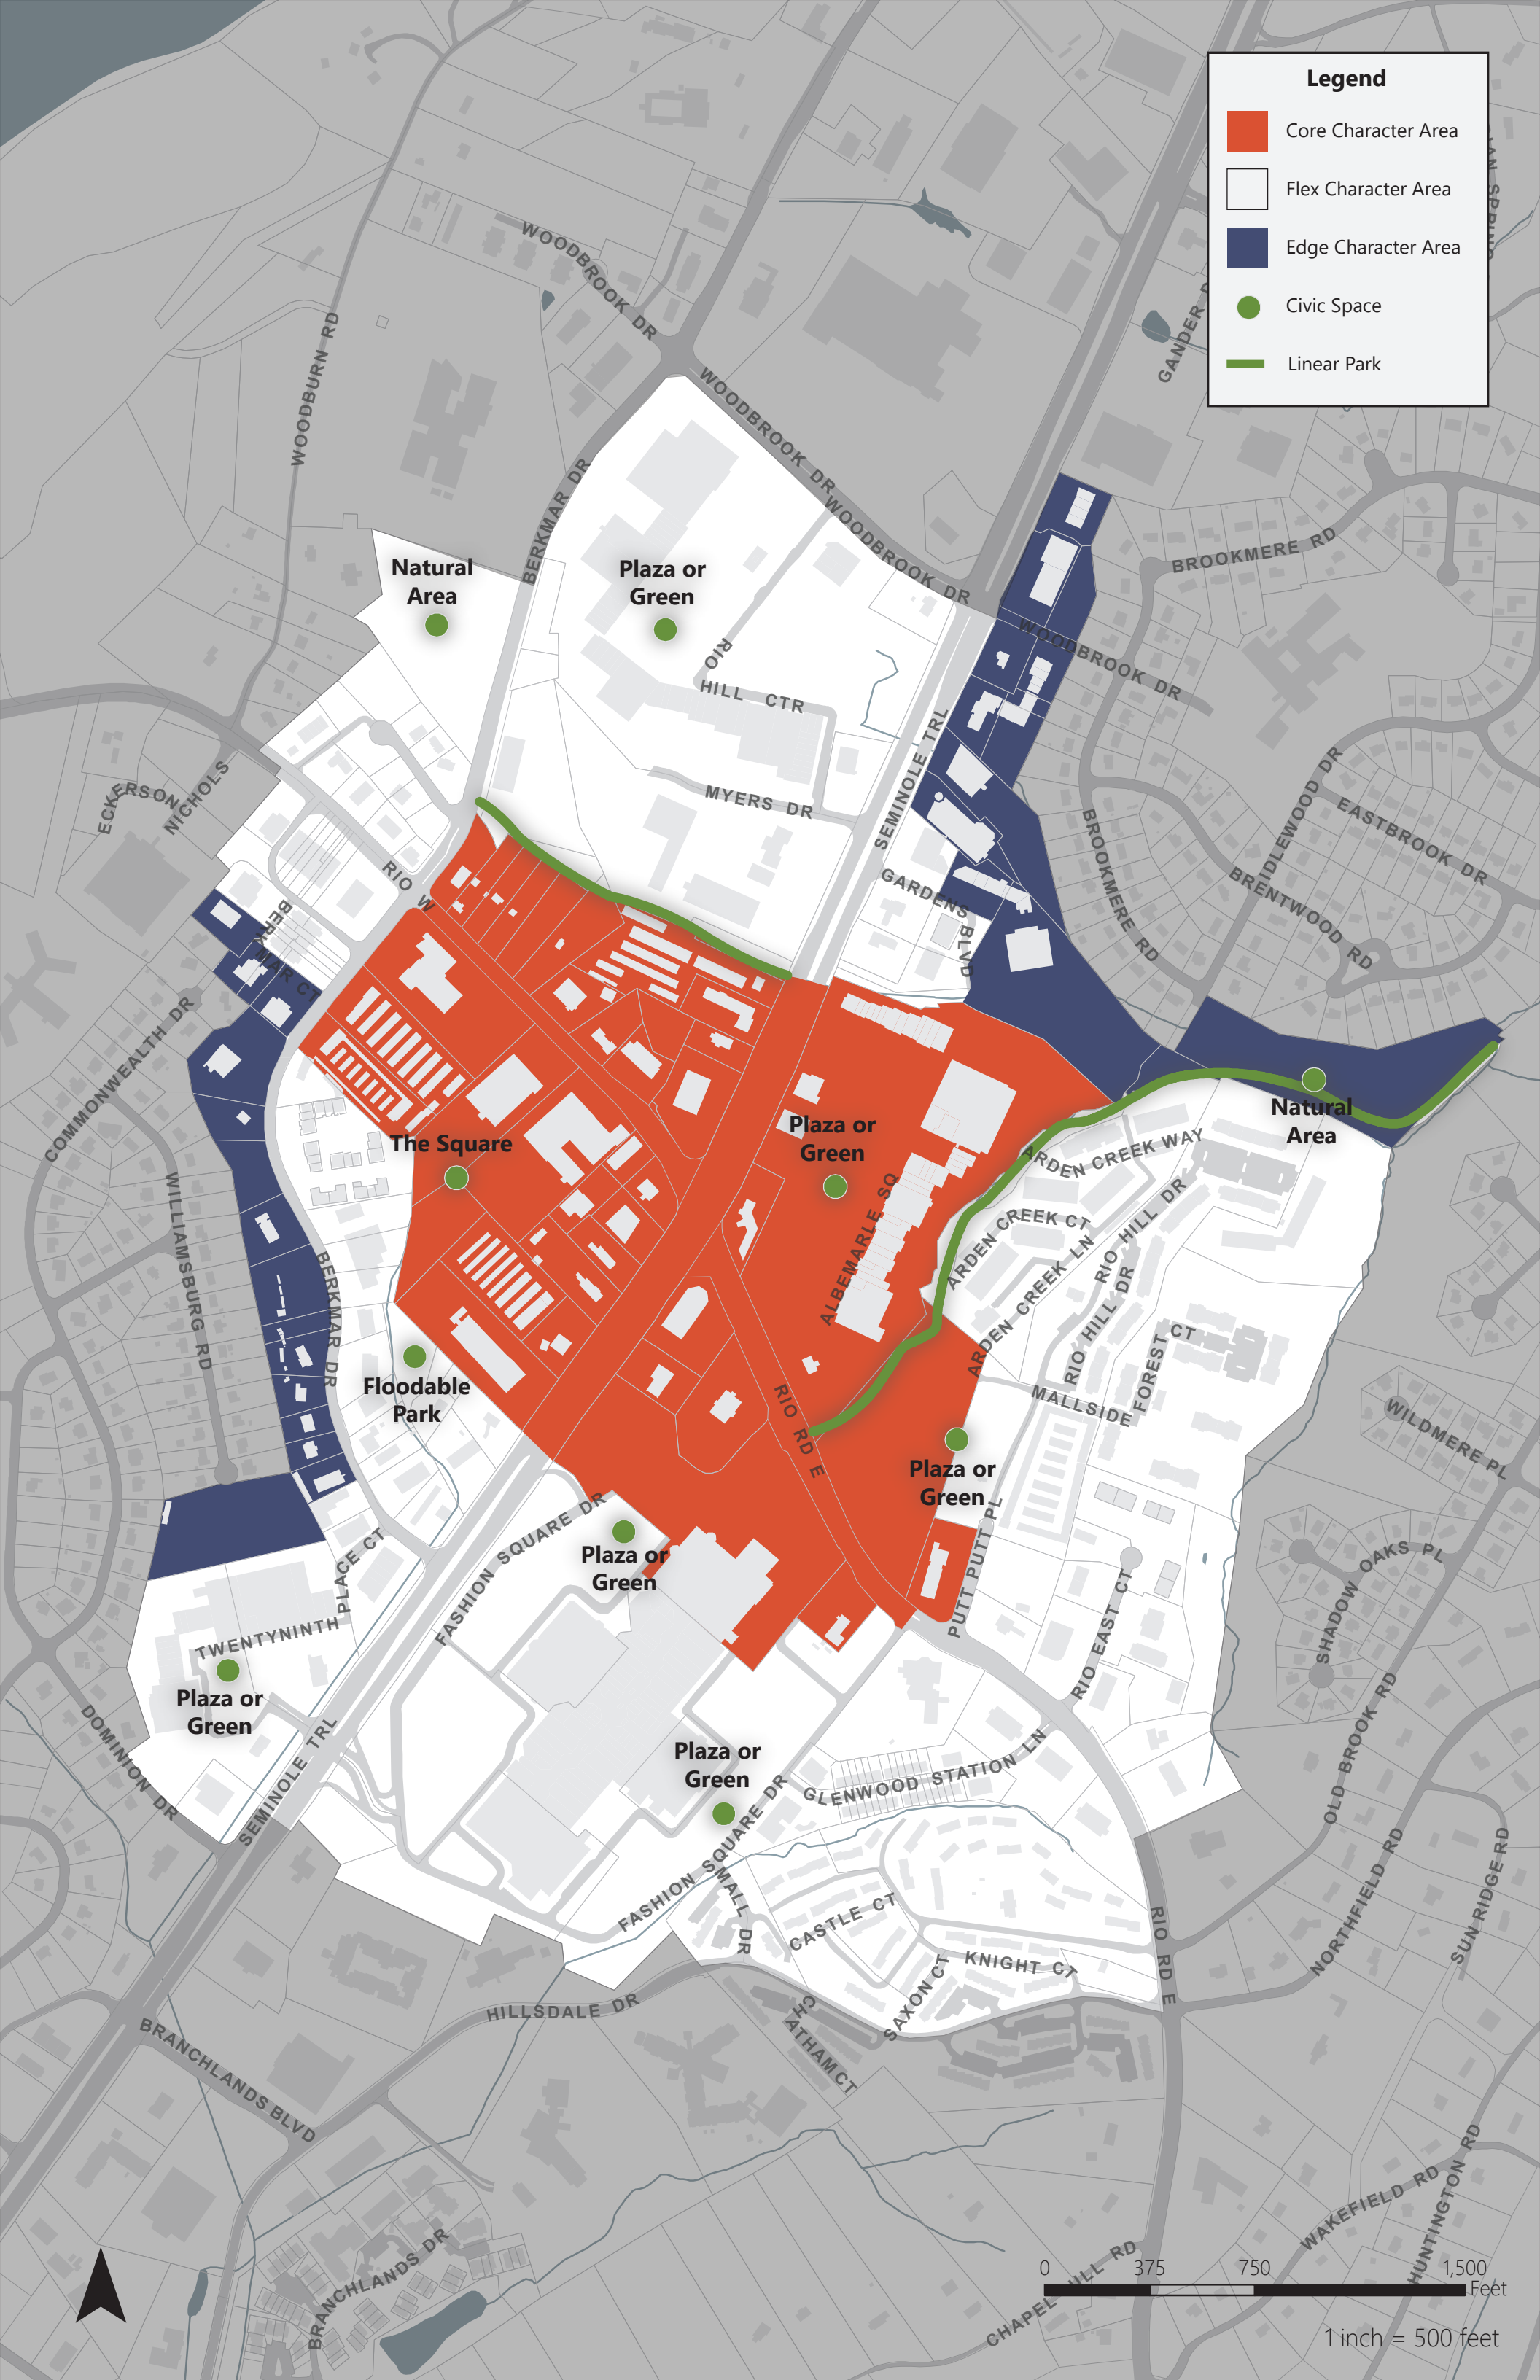 Legend
Core Character Area
Flex Character Area
Edge Character Area
Civic Space
Linear Park
WOODBROOK DR
WOODBURN RD
WOODBROOK DR
WOODBROOK DR
BERKMAR DR
BROOKMERE RD
Natural
Area
Plaza or
Green
WOODBROOK DR
RIO
HILL CTR
SEMINOLE TRL
MYERS DR
ECKERSON
NICHOLS
IDLEWOOD DR
EASTBROOK DR
BROOKMERE RD
BRENTWOOD RD
RIO W
GARDENS
BLVD
BERK
MAR CT
COMMONWEALTH DR
Natural
Area
The Square
Plaza or
Green
ARDEN CREEK WAY
ALBEMARLE SQ
ARDEN CREEK CT
RIO HILL DR
WILLIAMSBURG RD
BERKMAR DR
ARDEN CREEK LN
RIO HILL DR
FOREST CT
MALLSIDE
Floodable
Park
RIO RD E
WILDMERE PL
Plaza or
Green
FASHION SQUARE DR
Plaza or
Green
PUTT PUTT PL
PLACE CT
TWENTYNINTH
RIO EAST CT
SHADOW OAKS PL
Plaza or
Green
DOMINION DR
SEMINOLE TRL
Plaza or
Green
GLENWOOD STATION LN
OLD BROOK RD
FASHION SQUARE DR
MALL DR
CASTLE CT
KNIGHT CT
SAXON CT
RIO RD E
NORTHFIELD RD
SUN RIDGE RD
HILLSDALE DR
CH
ATHAM CT
BRANCHLANDS BLVD
BRANCHLANDS DR
WAKEFIELD RD
HUNTINGTON RD
CHAPEL HILL RD
0 375 750 1,500
Feet
1 inch = 500 feet